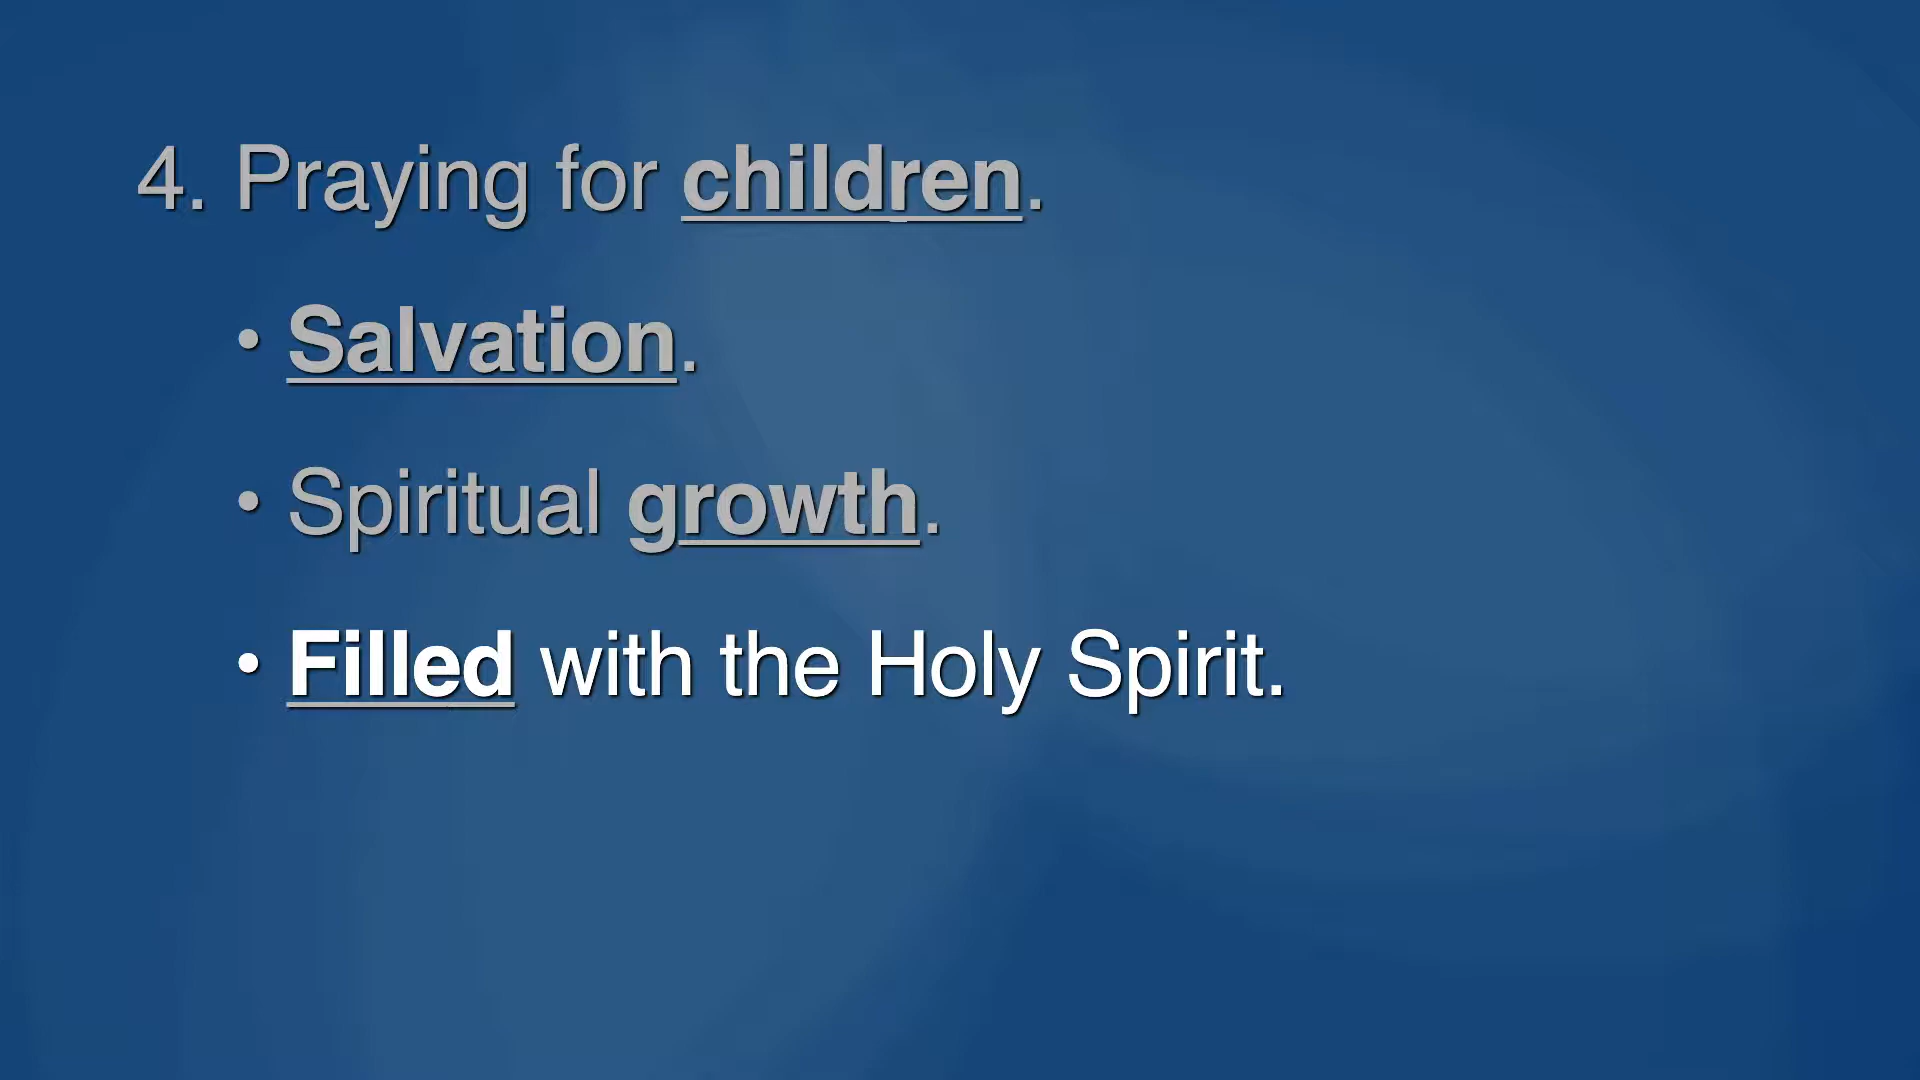 4. Praying for children.
• Salvation.
• Spiritual growth.
• Filled with the Holy Spirit.